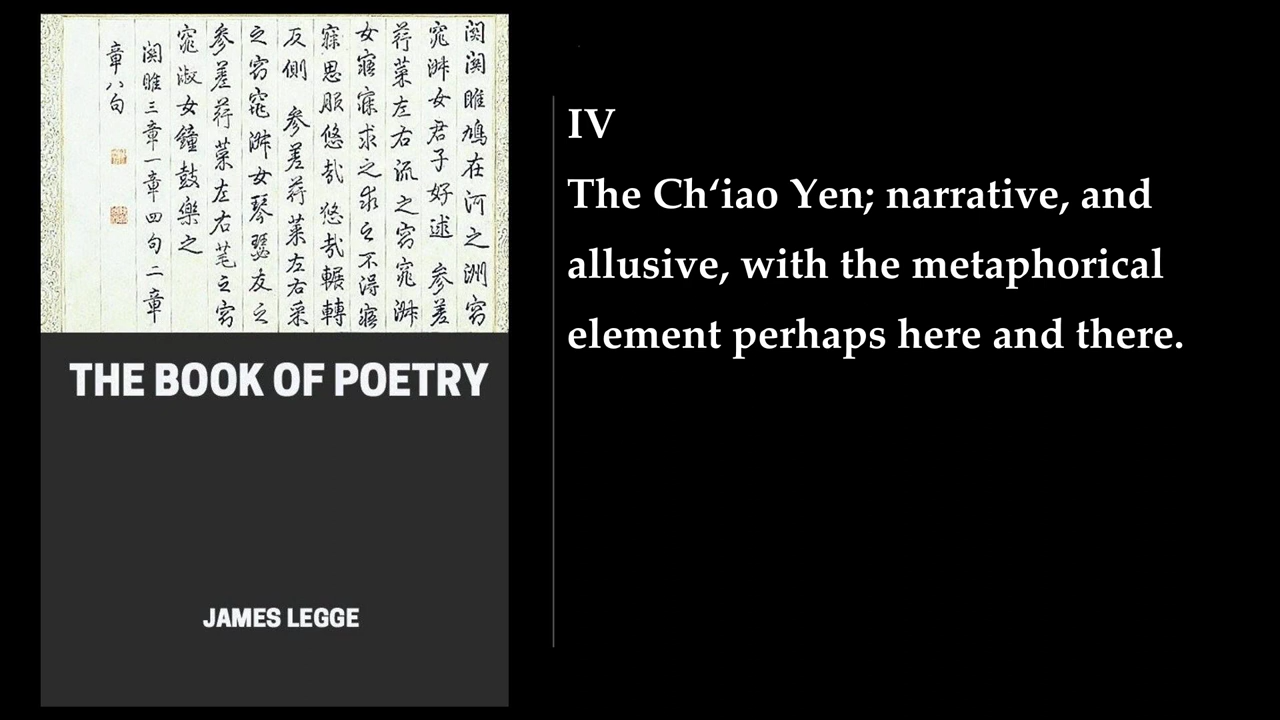 関関雎鳩在河之洲窈
窕淑女君子好逑 參差
荇菜左右流之窈窕淑
女寤寐求之求之不得寤
寐思服悠哉悠哉輾轉
反側 參差荇菜左右采
之窈窕淑女琴瑟友之
參差荇菜左右芼之窈
窕淑女鐘鼓樂之
関雎三章一章四句二章
章八句
THE BOOK OF POETRY
JAMES LEGGE
IV
The Ch‘iao Yen; narrative, and
allusive, with the metaphorical
element perhaps here and there.